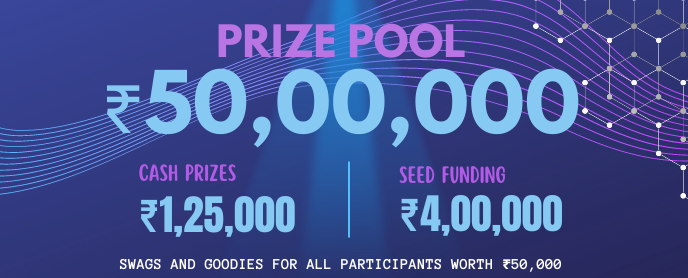 PRIZE POOL
₹50,00,000
CASH PRIZES
₹1,25,000
SEED FUNDING
₹4,00,000
SWAGS AND GOODIES FOR ALL PARTICIPANTS WORTH ₹50,000